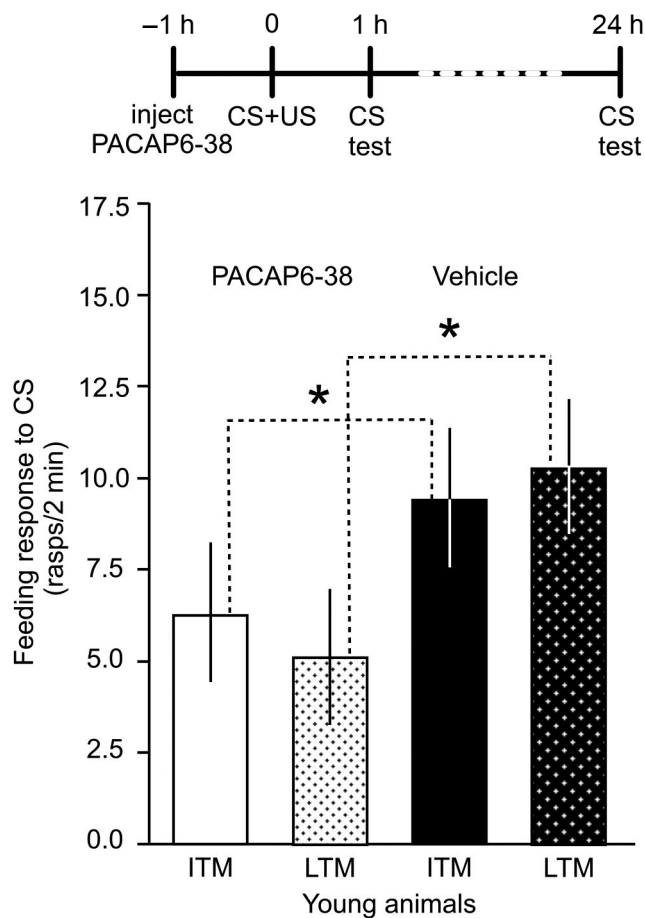 –1 h 0 1 h 24 h
inject CS+US CS CS
PACAP6-38 test test
17.5
PACAP6-38 Vehicle
15.0
*
*
12.5
10.0
7.5
5.0
2.5
0.0
Feeding response to CS
(rasps/2 min)
ITM LTM ITM LTM
Young animals